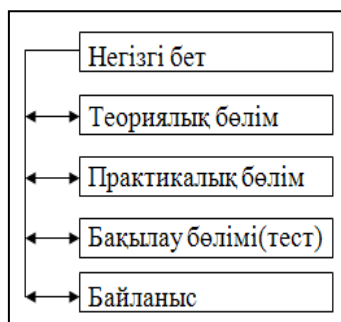 Негізгі бет
Теориялық бөлім
Практикалық бөлім
Бақылау бөлімі(тест)
Байланыс